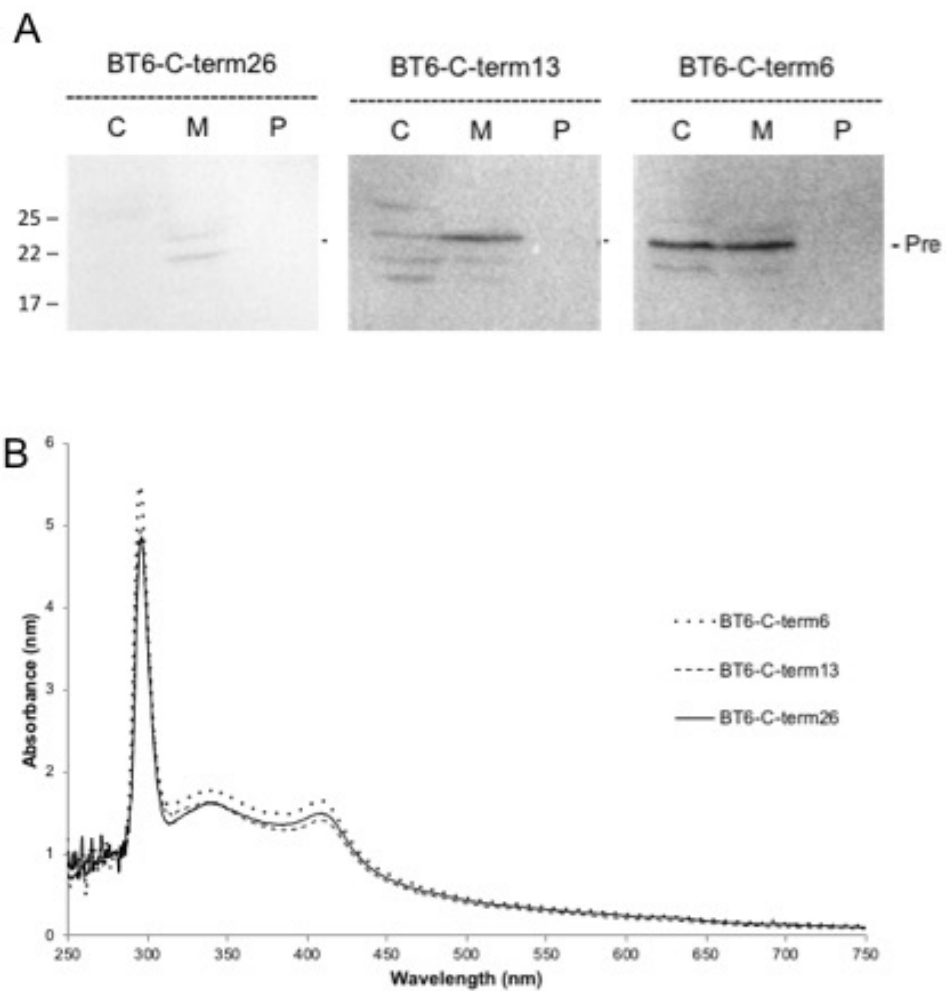 A
BT6-C-term26 BT6-C-term13 BT6-C-term6
C M P C M P C M P
25
22
17
Pre
B
6
5
4
3
2
1
0
Absorbance (nm)
BT6-C-term6
BT6-C-term13
BT6-C-term26
250 300 350 400 450 500 550 600 650 700 750
Wavelength (nm)